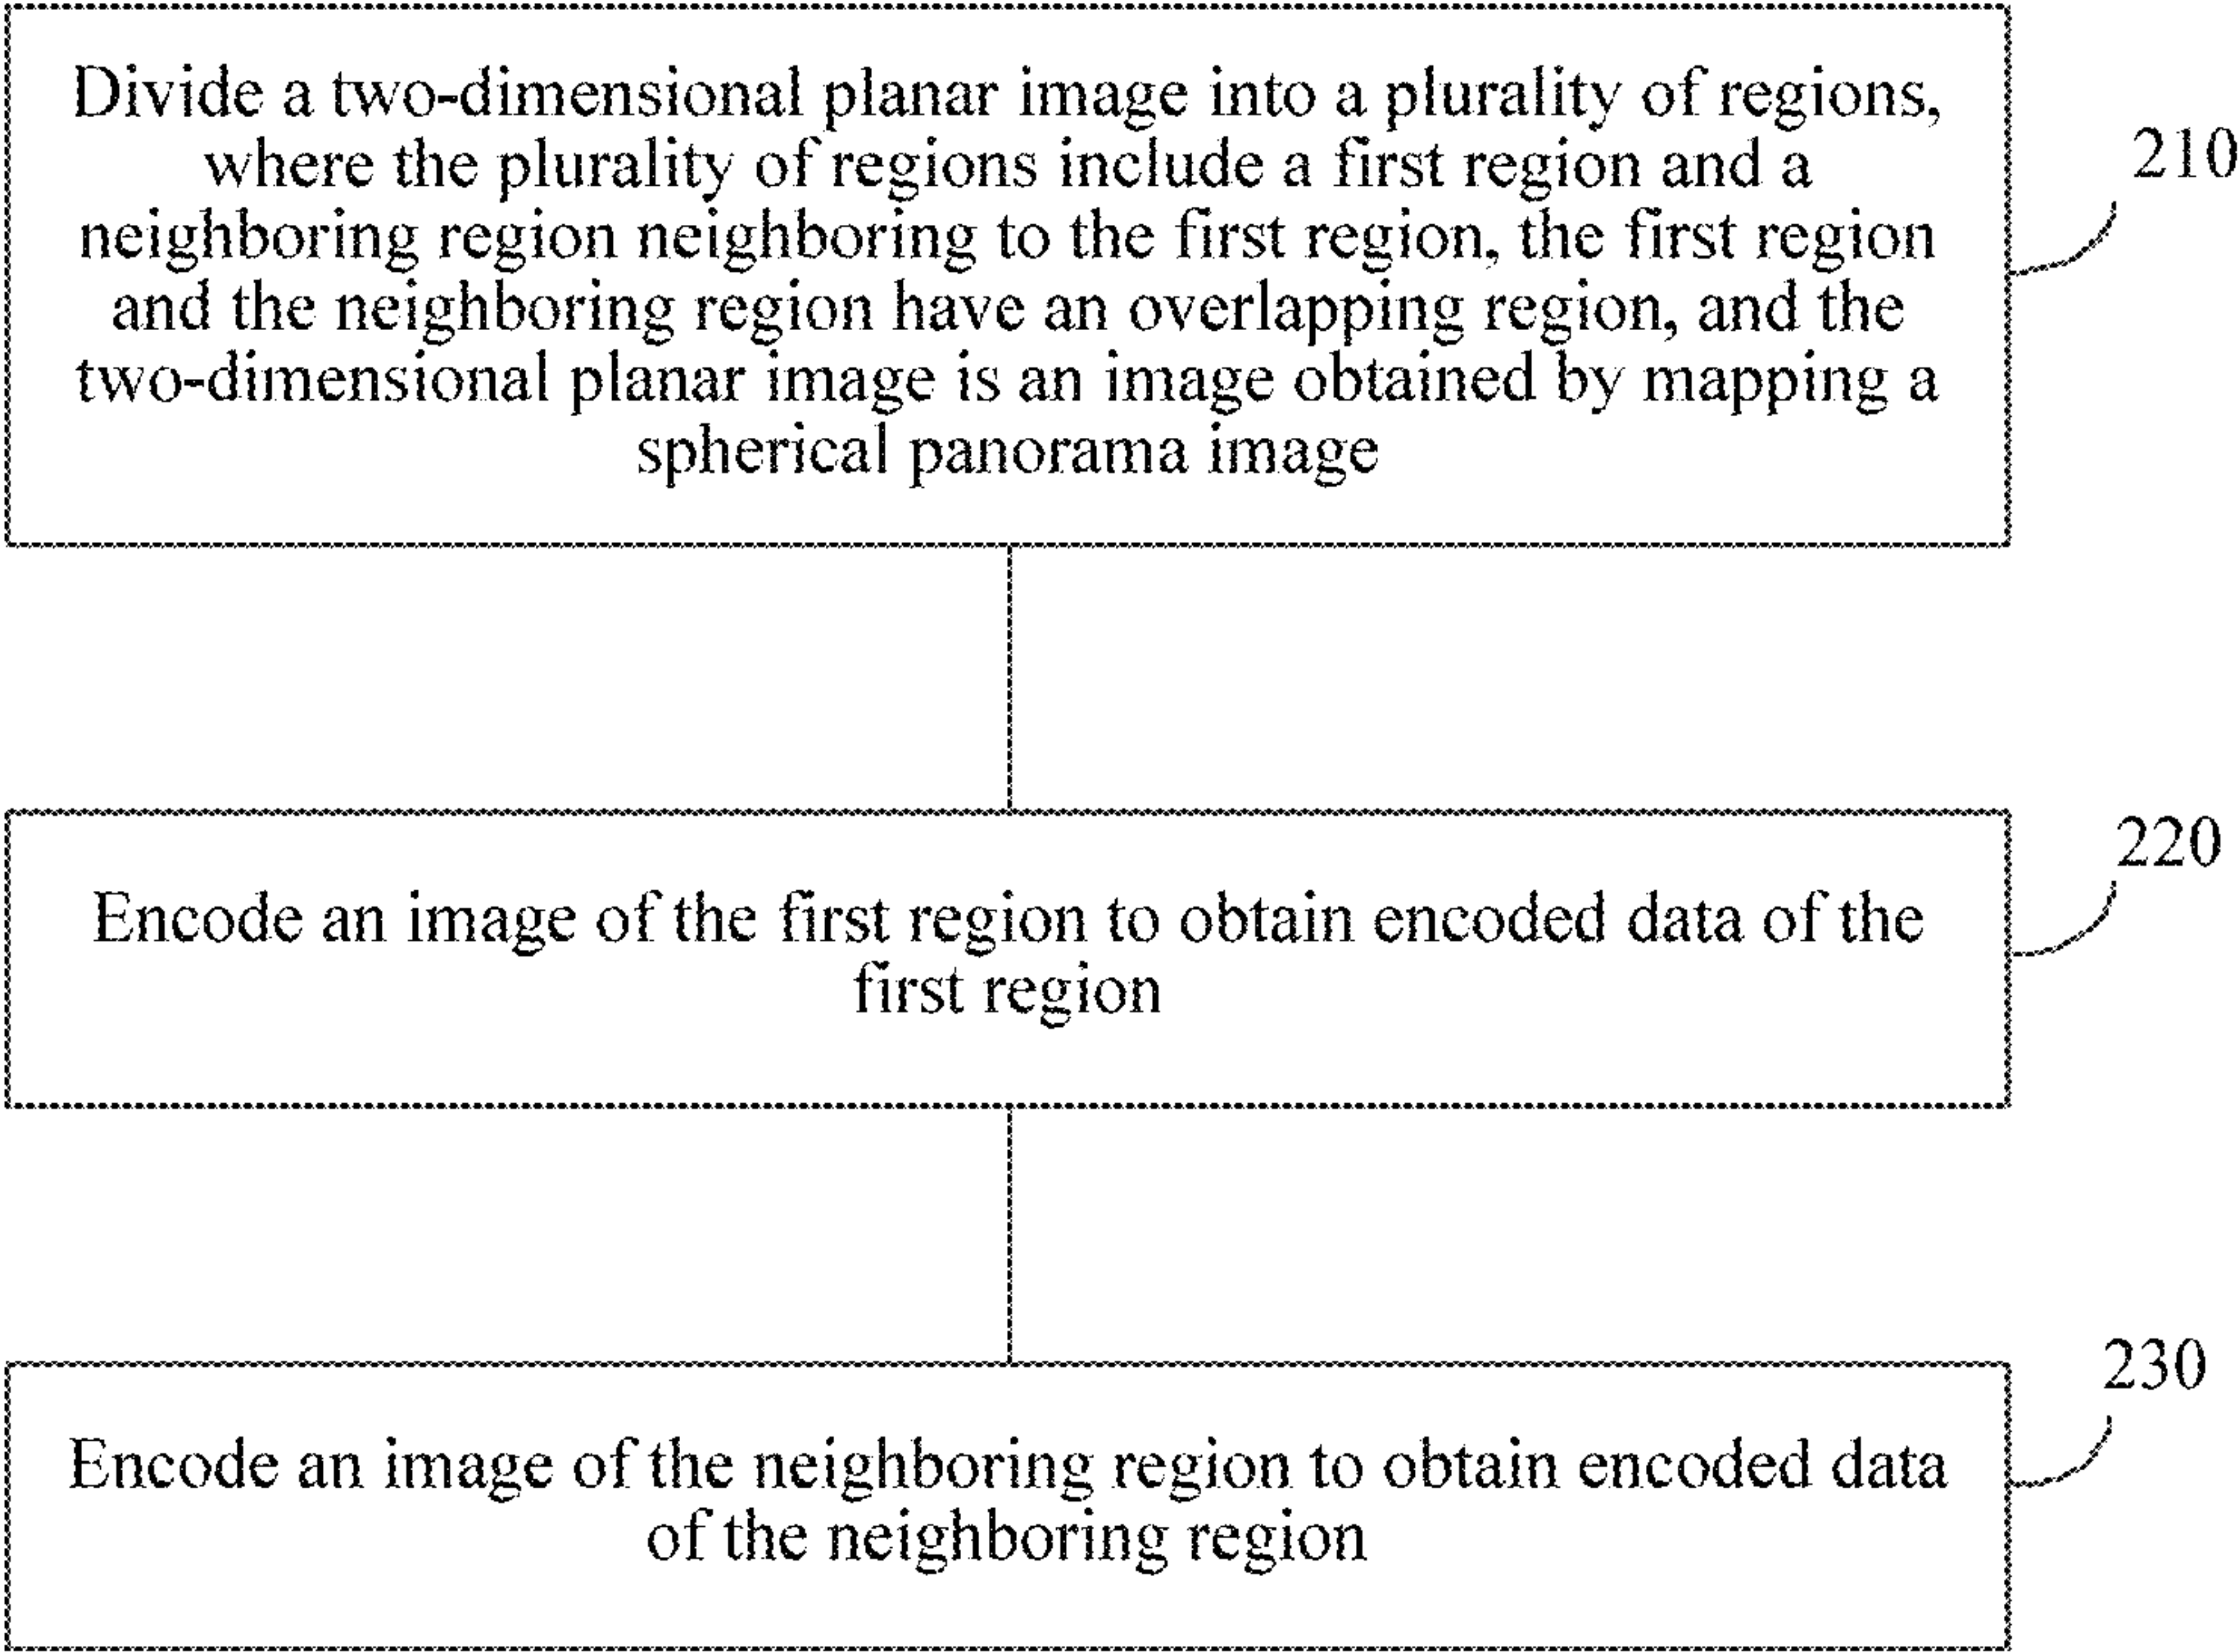 Divide a two-dimensional planar image into a plurality of regions,
where the plurality of regions include a first region and a
neighboring region neighboring to the first region, the first region
and the neighboring region have an overlapping region, and the
two-dimensional planar image is an image obtained by mapping a
spherical panorama image
210
Encode an image of the first region to obtain encoded data of the
first region
220
Encode an image of the neighboring region to obtain encoded data
of the neighboring region
230